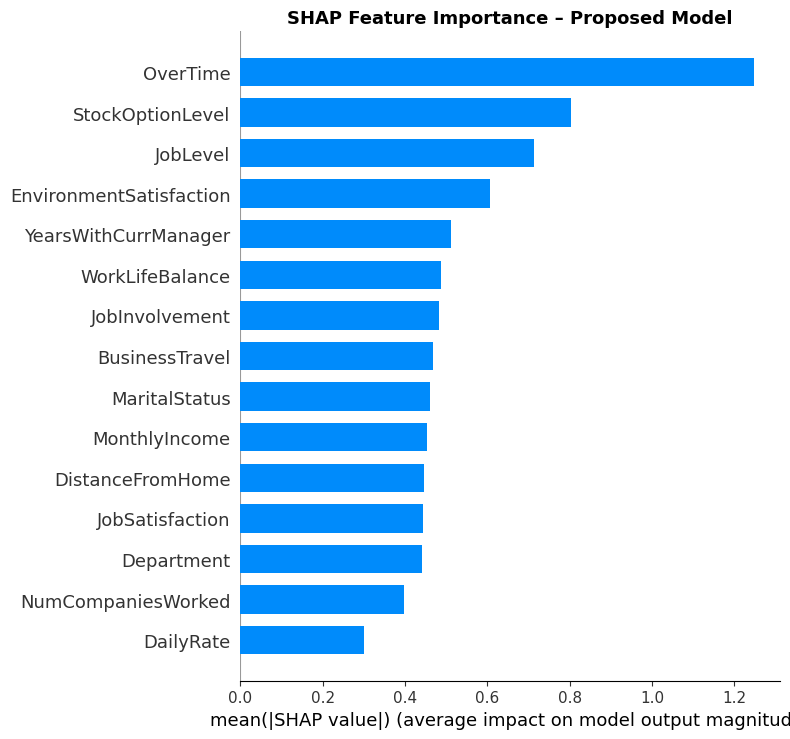 SHAP Feature Importance – Proposed Model
OverTime
StockOptionLevel
JobLevel
EnvironmentSatisfaction
YearsWithCurrManager
WorkLifeBalance
JobInvolvement
BusinessTravel
MaritalStatus
MonthlyIncome
DistanceFromHome
JobSatisfaction
Department
NumCompaniesWorked
DailyRate
0.0 0.2 0.4 0.6 0.8 1.0 1.2
mean(|SHAP value|) (average impact on model output magnitud